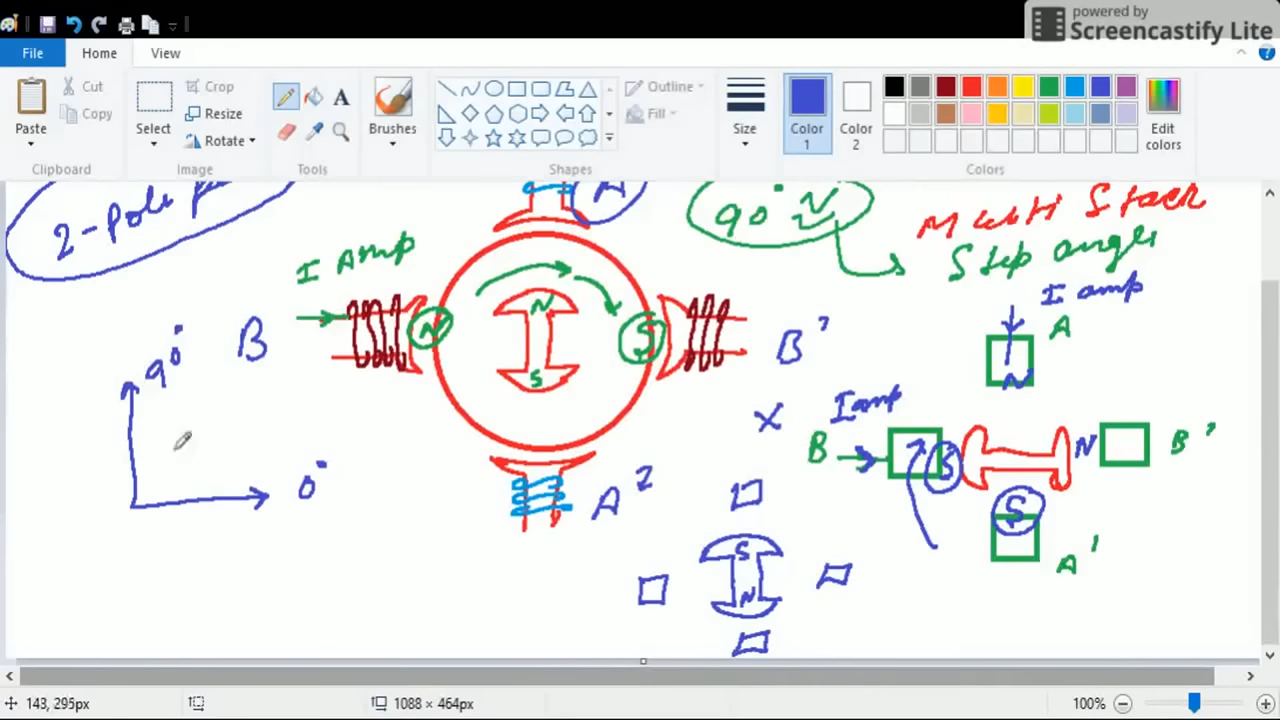 powered by
Screencastify Lite
File Home View
Paste
Cut
Copy
Clipboard
Select
Crop
Resize
Rotate
Image
A
Tools
Brushes
Shapes
Outline
Fill
Size
Color 1
Color 2
Edit colors
Colors
2-Pole
A
90° N
Multi Stack
Step angle
I Amp
I amp
A
N
90°
B
N
N
S
S
B'
X
I amp
B
B
N
B'
0°
A2
S
A'
S
N
143, 295px
1088 × 464px
100%